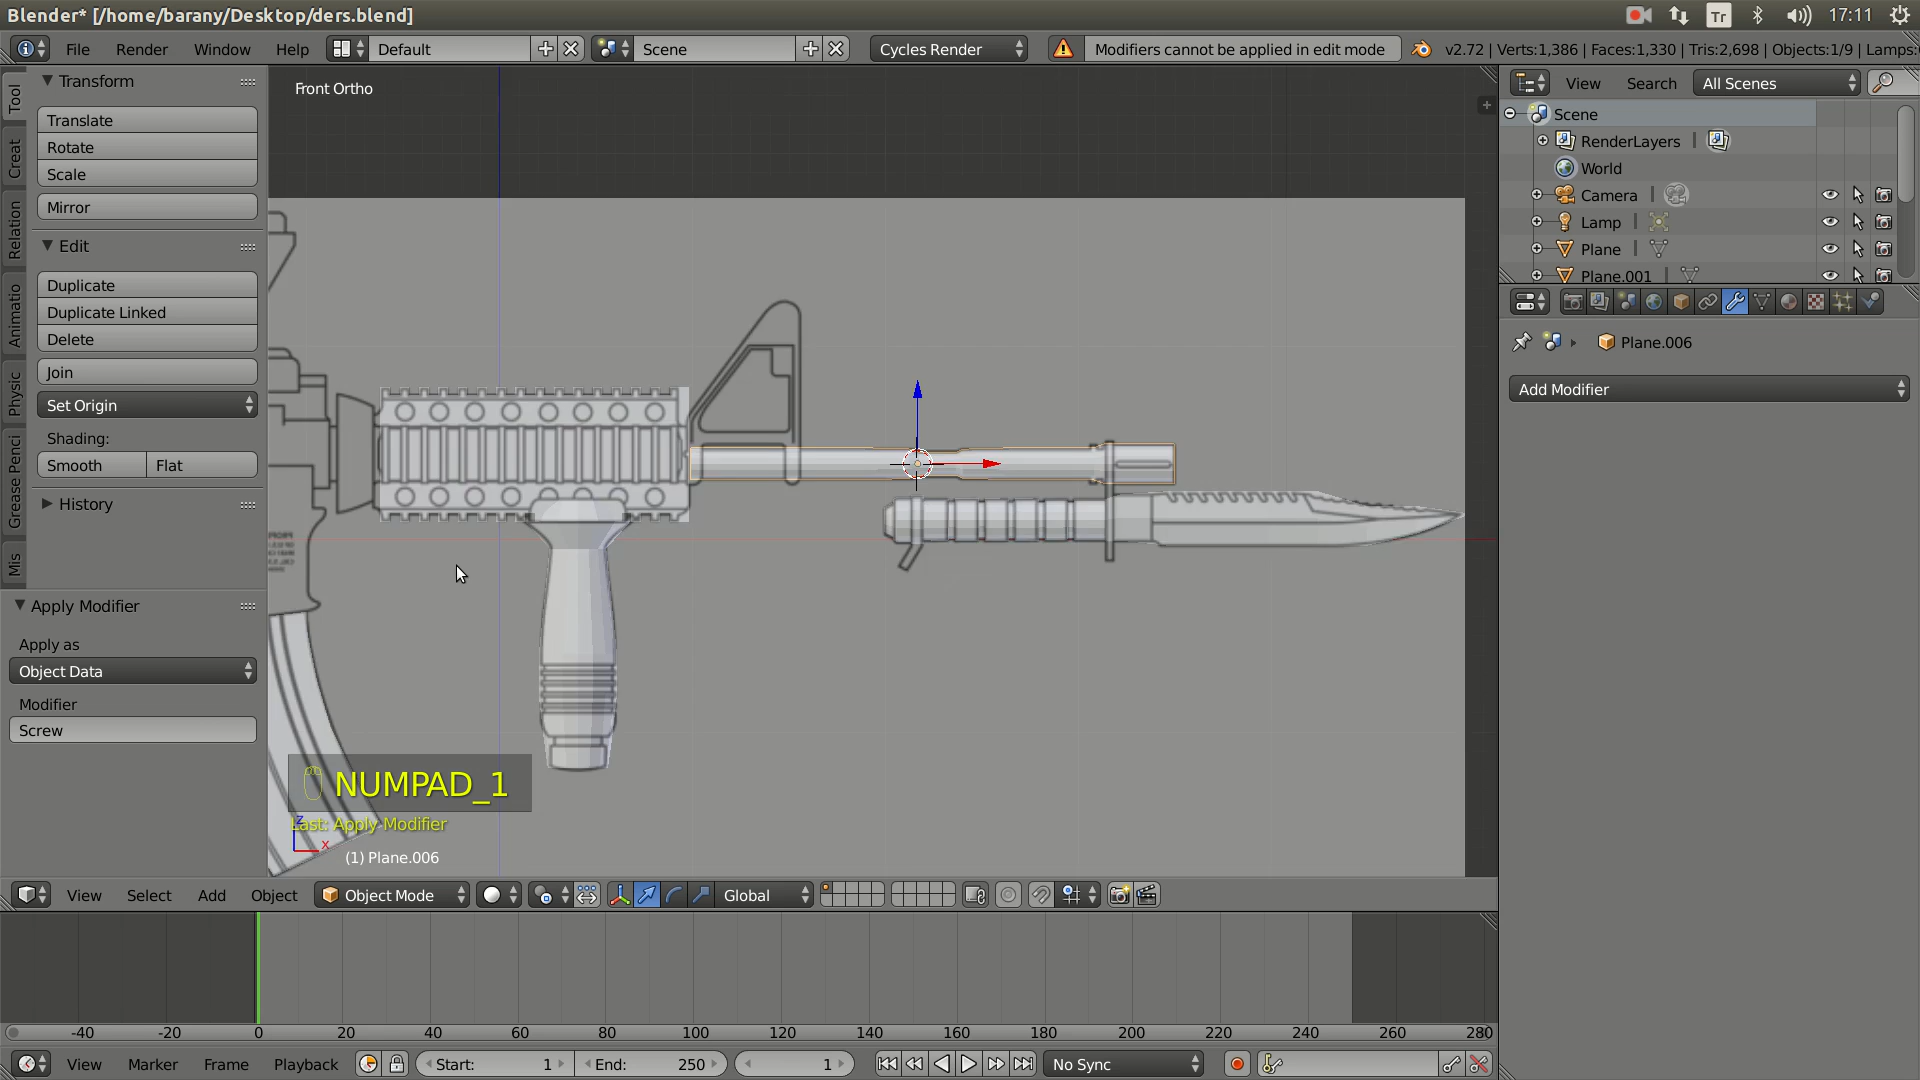 Blender* [/home/barany/Desktop/ders.blend]
Tr
17:11
File
Render
Window
Help
Default
Scene
Cycles Render
Modifiers cannot be applied in edit mode
v2.72 | Verts:1,386 | Faces:1,330 | Tris:2,698 | Objects:1/9 | Lamps:
Tool
Creat
Relation
Animatio
Physic
Grease Penci
Mis
Transform
Translate
Rotate
Scale
Mirror
Edit
Duplicate
Duplicate Linked
Delete
Join
Set Origin
Shading:
Smooth
Flat
History
Apply Modifier
Apply as
Object Data
Modifier
Screw
Front Ortho
NUMPAD_1
Last: Apply Modifier
z
x
(1) Plane.006
View
Search
All Scenes
Scene
RenderLayers
World
Camera
Lamp
Plane
Plane.001
Plane.006
Add Modifier
View
Select
Add
Object
Object Mode
Global
-40
-20
0
20
40
60
80
100
120
140
160
180
200
220
240
260
280
View
Marker
Frame
Playback
Start: 1
End: 250
1
No Sync